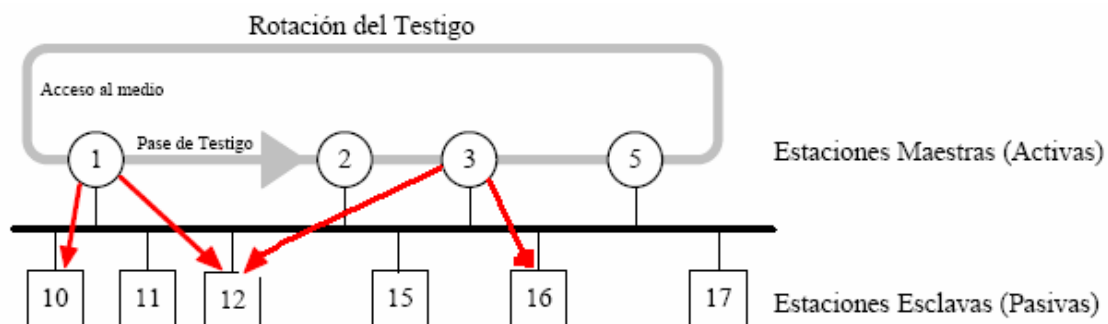 Rotación del Testigo
Acceso al medio
Pase de Testigo
1
2
3
5
Estaciones Maestras (Activas)
10
11
12
15
16
17
Estaciones Esclavas (Pasivas)